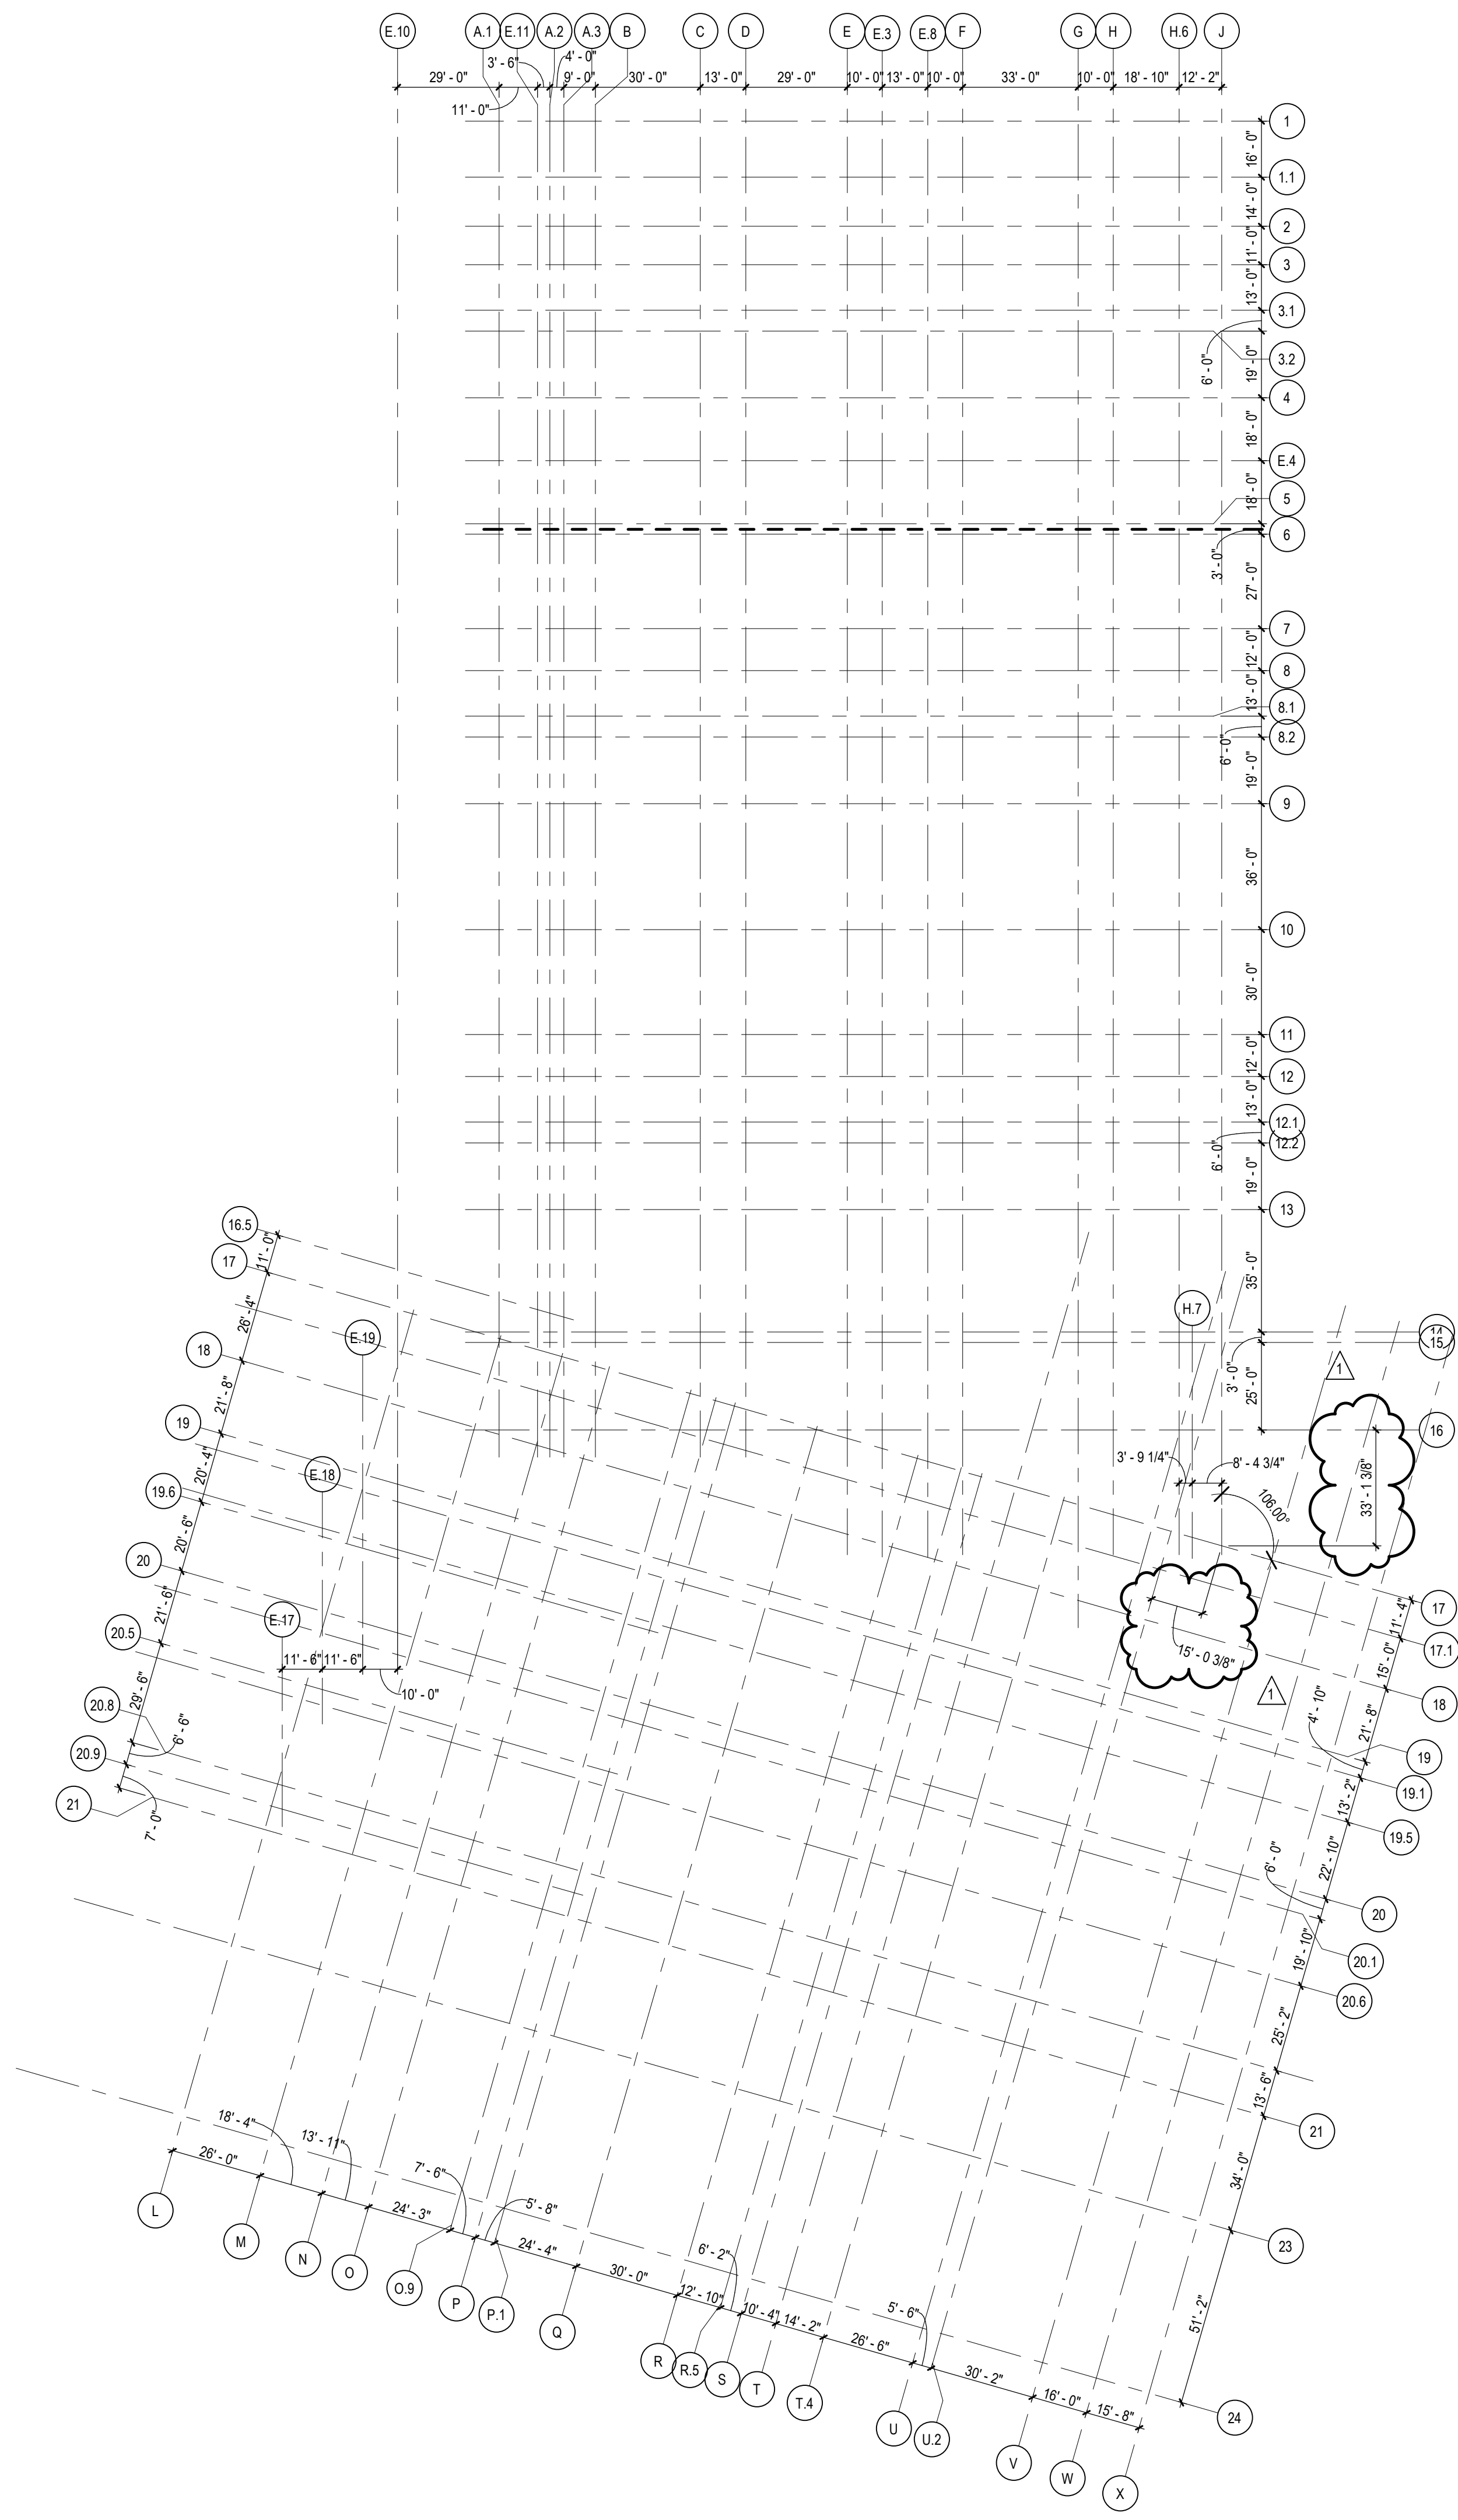 E.10 A.1 E.11 A.2 A.3 B C D E E.3 E.8 F G H H.6 J
3' - 6" 4' - 0"
29' - 0" 9' - 0" 30' - 0" 13' - 0" 29' - 0" 10' - 0" 13' - 0" 10' - 0" 33' - 0" 10' - 0" 18' - 10" 12' - 2"
11' - 0"
1
16' - 0"
1.1
14' - 0"
2
11' - 0"
3
13' - 0"
3.1
6' - 0"
3.2
19' - 0"
4
18' - 0"
E.4
18' - 0"
5
6
3' - 0"
27' - 0"
7
12' - 0"
8
13' - 0"
8.1
8.2
6' - 0"
19' - 0"
9
36' - 0"
10
30' - 0"
11
12' - 0"
12
13' - 0"
12.1
12.2
6' - 0"
19' - 0"
13
35' - 0"
H.7
14
15
3' - 0"
25' - 0"
1
16
3' - 9 1/4"
8' - 4 3/4"
106.00°
33' - 1 3/8"
15' - 0 3/8"
1
16.5
11' - 0"
17
26' - 4"
E.19
18
21' - 8"
19
20' - 4"
E.18
19.6
20' - 6"
20
21' - 6"
E.17
20.5
11' - 6" 11' - 6"
10' - 0"
29' - 6"
20.8
6' - 6"
20.9
21
7' - 0"
17
11' - 4"
17.1
15' - 0"
18
4' - 10"
21' - 8"
19
19.1
13' - 2"
19.5
22' - 10"
6' - 0"
20
20.1
19' - 10"
20.6
25' - 2"
13' - 6"
21
34' - 0"
23
51' - 2"
24
18' - 4"
13' - 11"
26' - 0"
7' - 6"
24' - 3"
5' - 8"
24' - 4"
30' - 0"
6' - 2"
12' - 10"
10' - 4"
14' - 2"
5' - 6"
26' - 6"
30' - 2"
16' - 0"
15' - 8"
L
M
N
O
O.9
P
P.1
Q
R
R.5
S
T
T.4
U
U.2
V
W
X